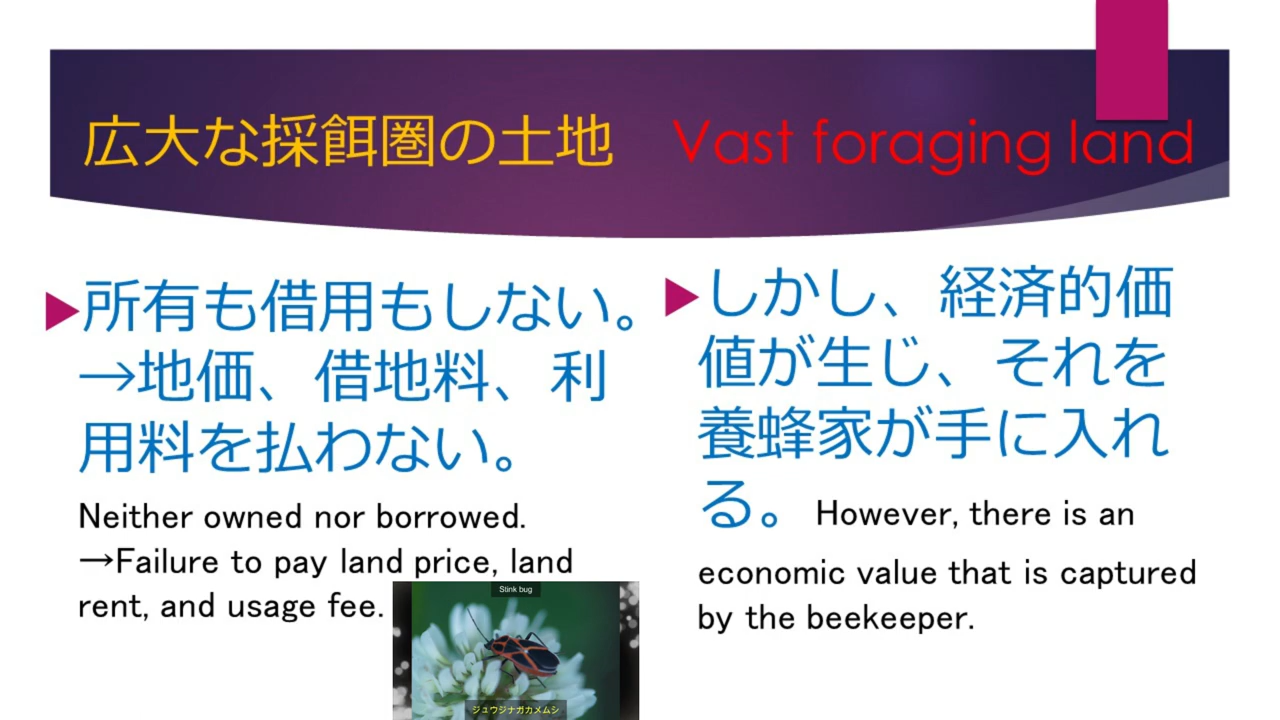 広大な採餌圏の土地 Vast foraging land
所有も借用もしない。
→地価、借地料、利
用料を払わない。
Neither owned nor borrowed.
→Failure to pay land price, land
rent, and usage fee.
Stink bug
ジュウジナガカメムシ
しかし、経済的価
値が生じ、それを
養蜂家が手に入れ
る。 However, there is an
economic value that is captured
by the beekeeper.